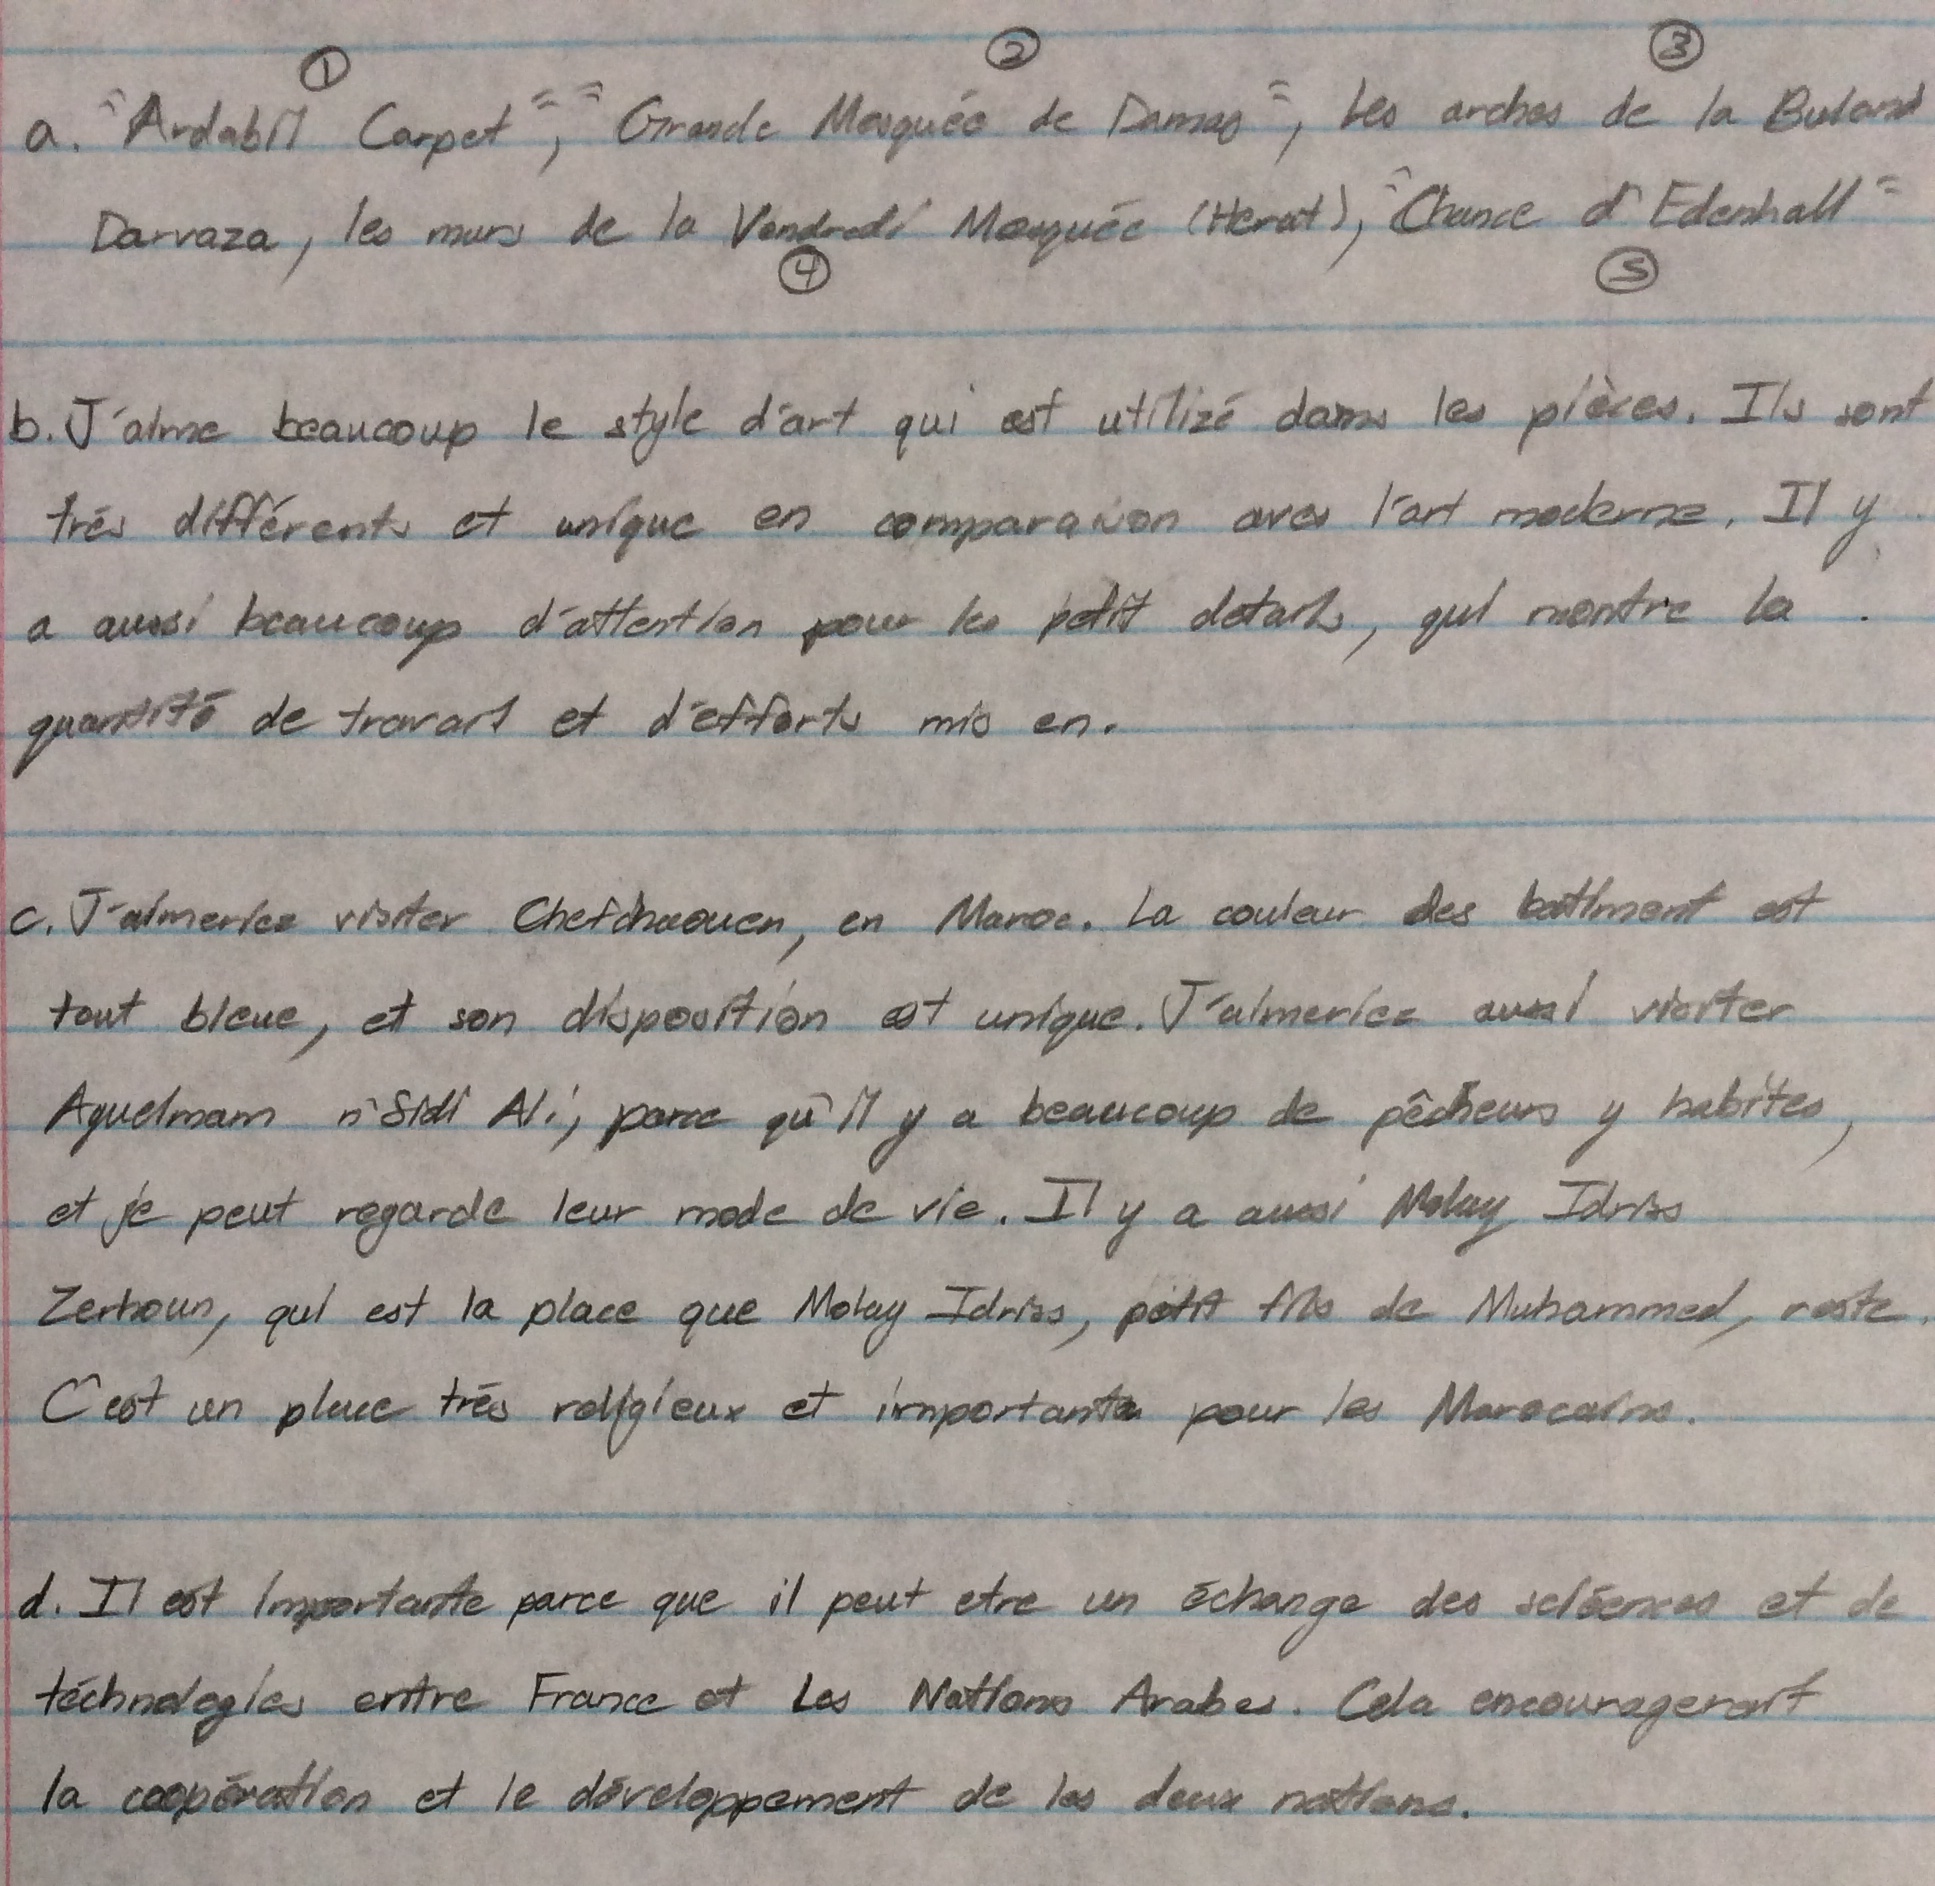 ① ② ③
a. "Ardabil Carpet", "Grande Mosquée de Damas", Les arches de la Buland
Darvaza, les murs de la Vendredi Mosquée (Herat), "Chance d'Edenhall"
④ ⑤
b. J'aime beaucoup le style d'art qui est utilizé dans les pièces. Ils sont
trés différents et unique en comparaison avec l'art moderne. Il y
a aussi beaucoup d'attention pour les petit details, qui montre la
quantité de travail et d'efforts mis en.
c. J'aimeries visiter Chefchaouen, en Maroc. La couleur des batiment est
tout bleue, et son disposition est unique. J'aimeries aussi visiter
Aguelmam n'Sidi Ali, parce qu'il y a beaucoup de pêcheurs y habites,
et je peut regarde leur mode de vie. Il y a aussi Molay Idriss
Zerhoun, qui est la place que Molay Idriss, petit fils de Muhammed, reste.
C'est un place trés religieux et importante pour les Marocains.
d. Il est importante parce que il peut etre un échange des sciéences et de
téchnologies entre France et Les Nations Arabes. Cela encouragerait
la coopération et le développement de les deux nations.